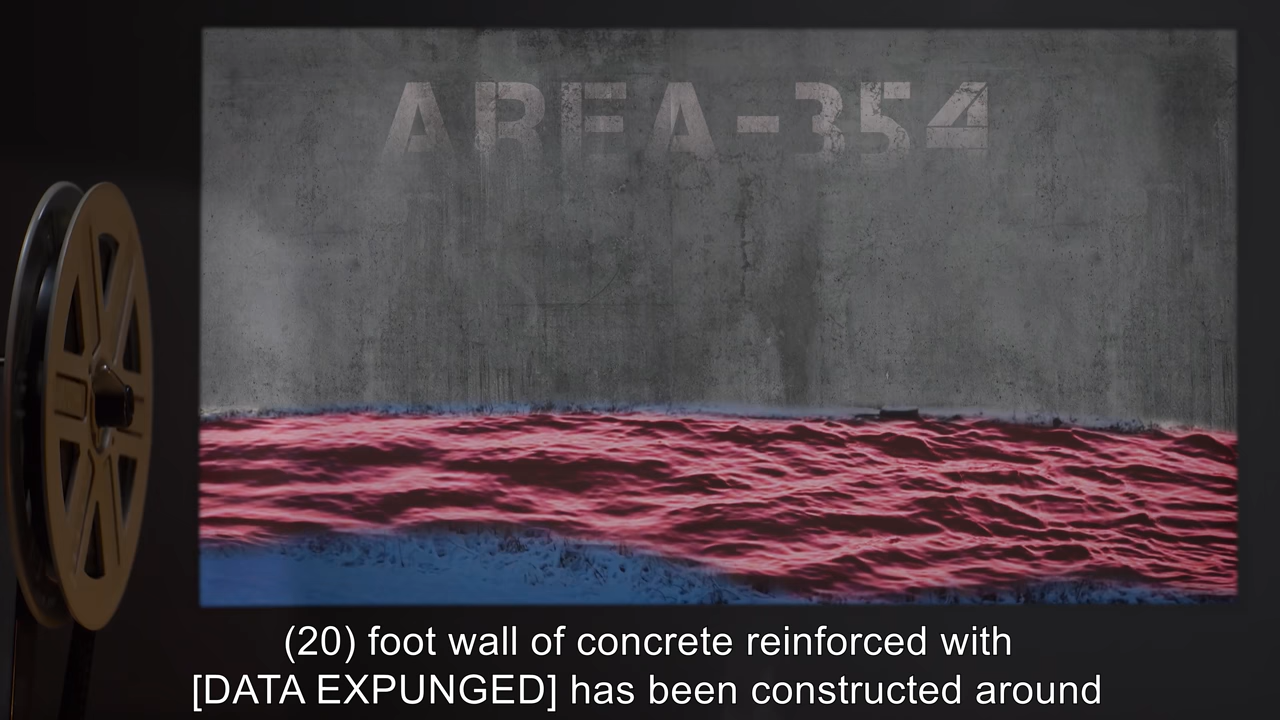 AREA-354
(20) foot wall of concrete reinforced with
[DATA EXPUNGED] has been constructed around